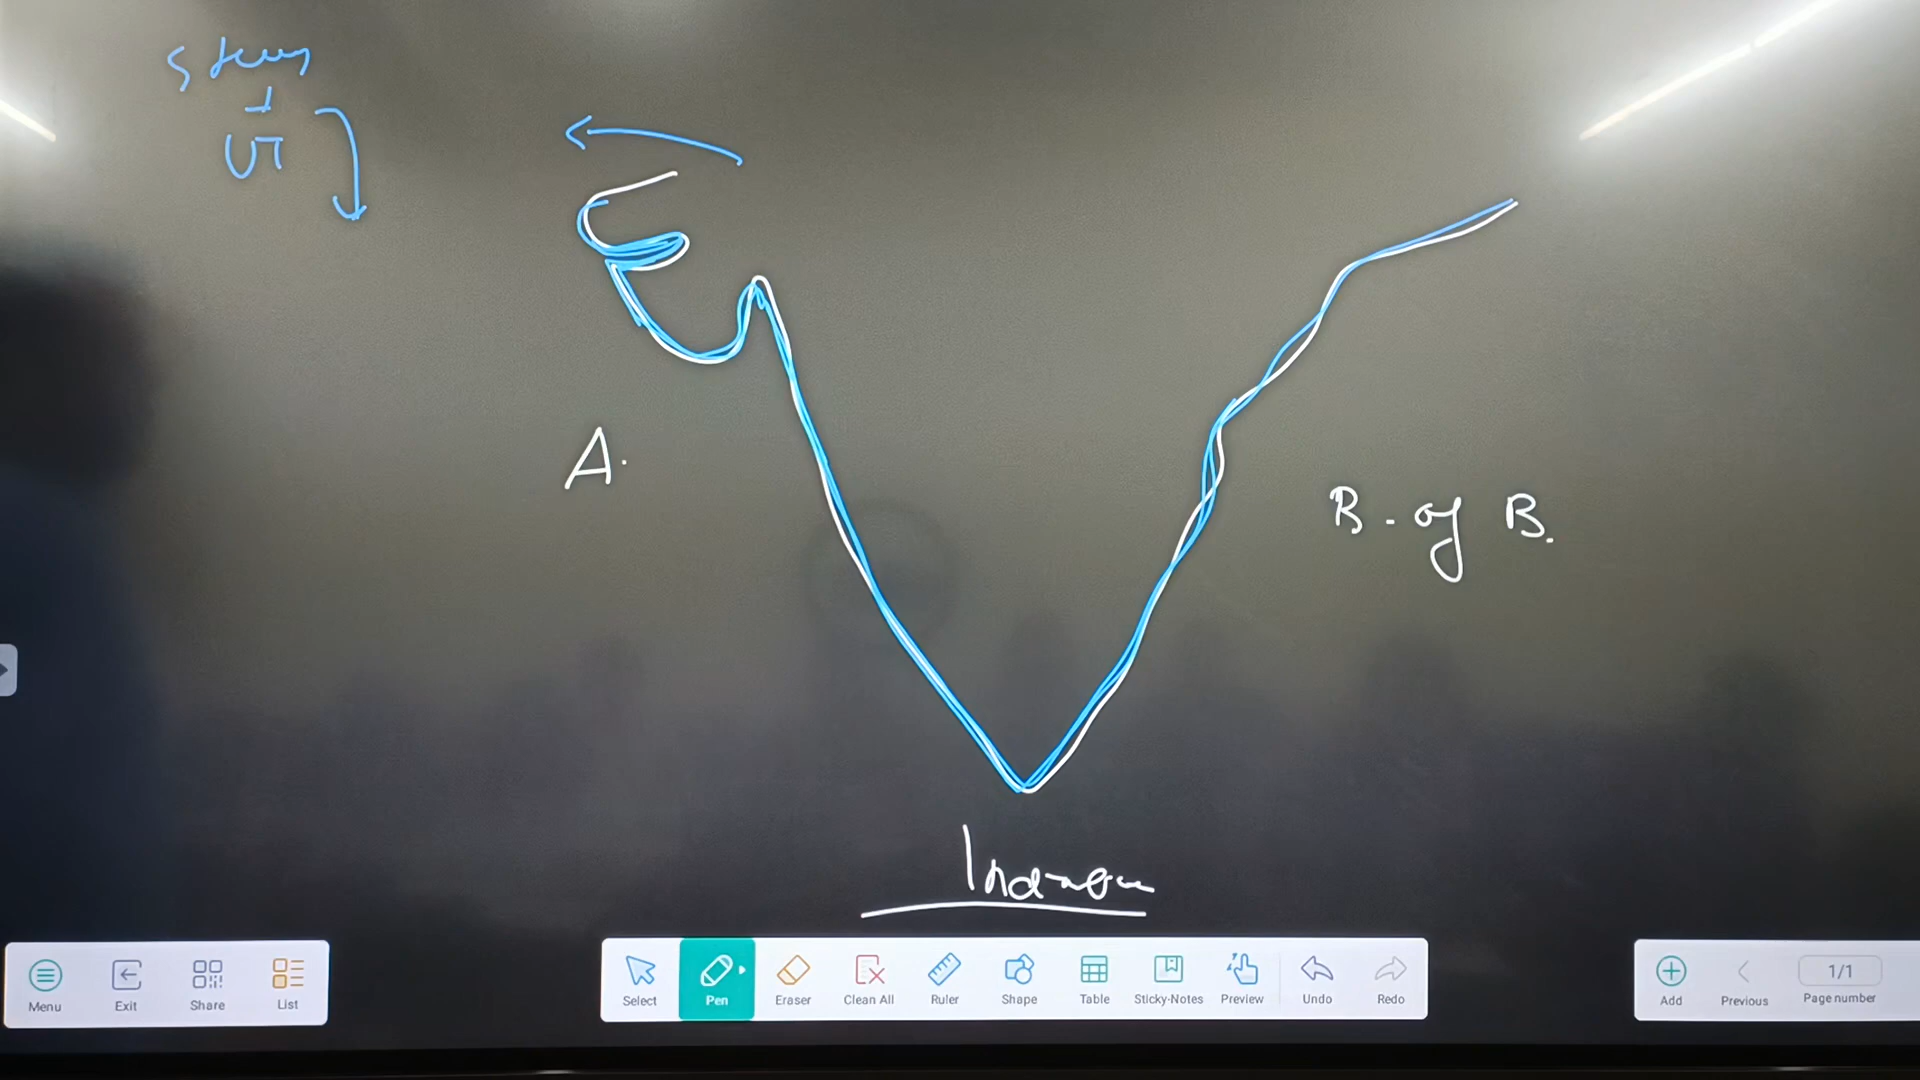 UT
A.
B. of B.
Menu
Exit
Share
List
Select
Pen
Eraser
Clean All
Ruler
Shape
Table
Sticky-Notes
Preview
Undo
Redo
Add
Previous
1/1
Page number